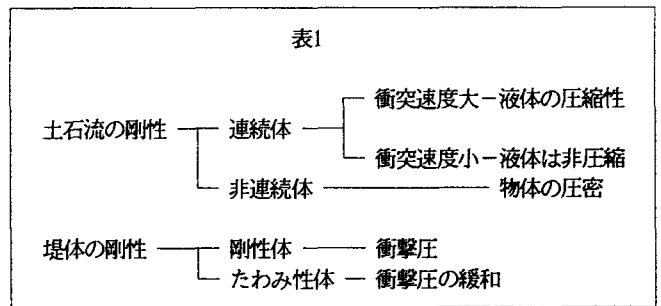 表1
衝突速度大－液体の圧縮性
土石流の剛性 連続体
衝突速度小－液体は非圧縮
非連続体 物体の圧密
堤体の剛性 剛性体 衝撃圧
たわみ性体 衝撃圧の緩和